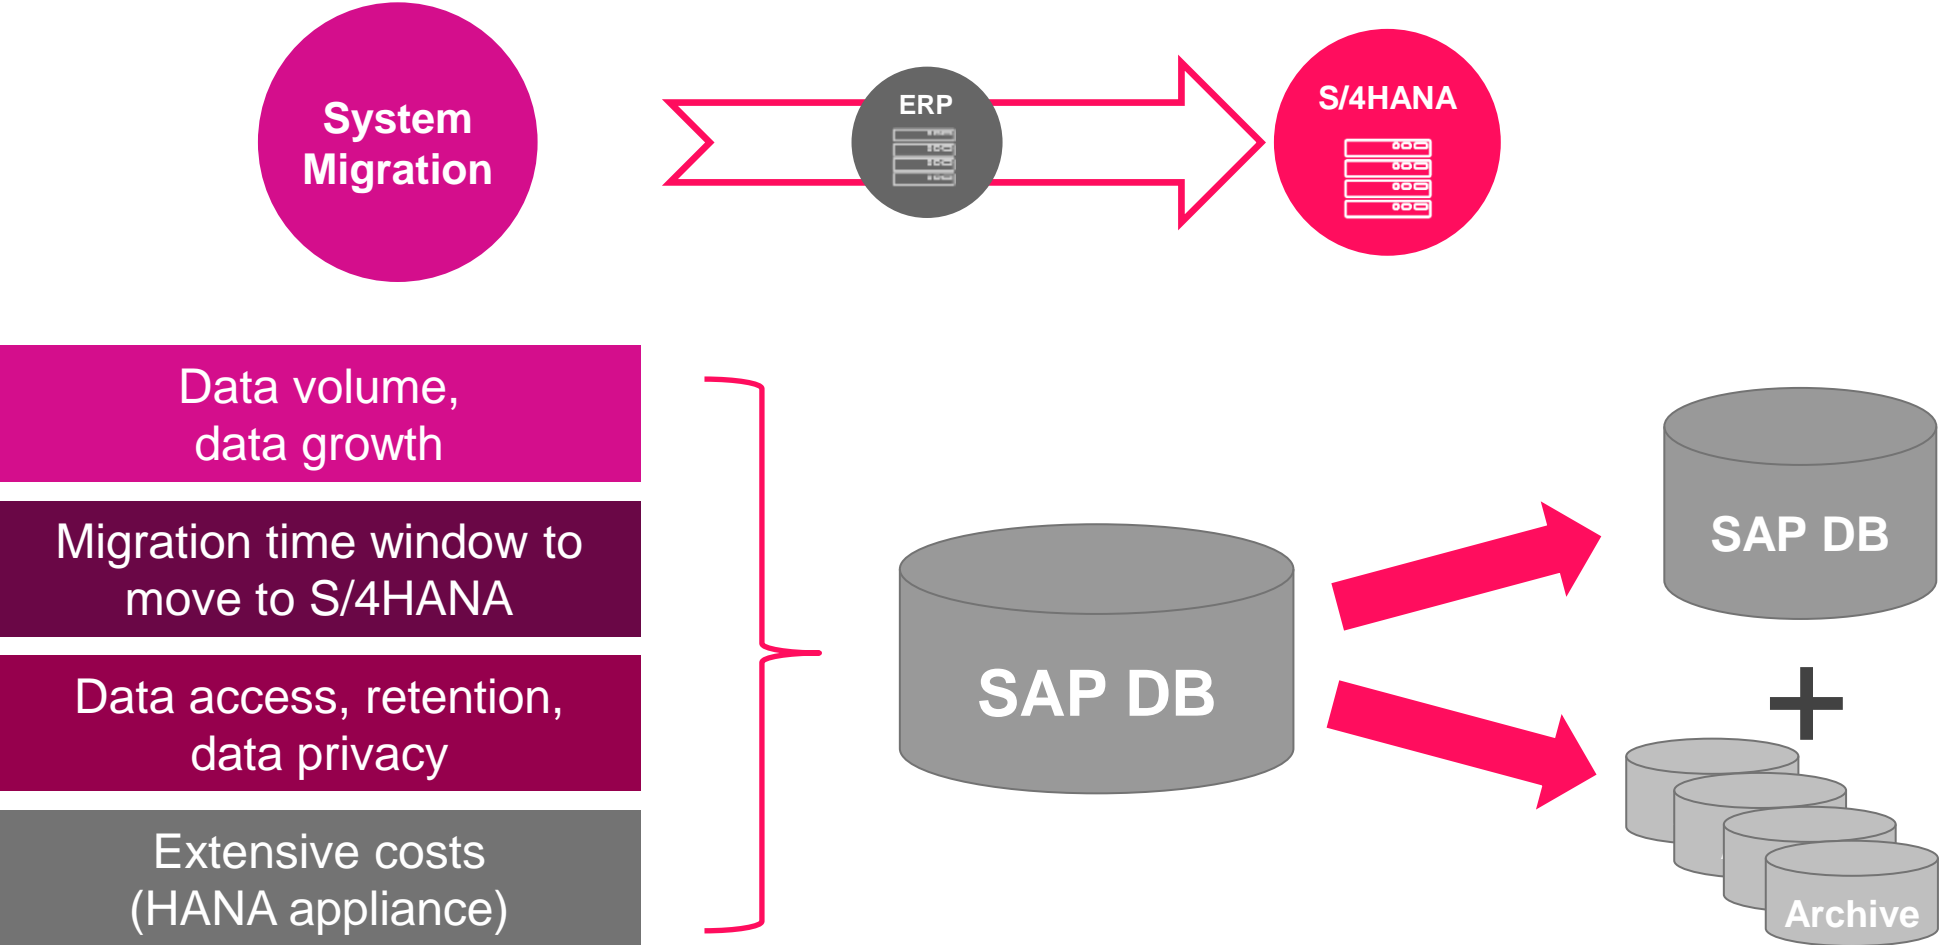 System
Migration
ERP
S/4HANA
Data volume,
data growth
Migration time window to
move to S/4HANA
Data access, retention,
data privacy
Extensive costs
(HANA appliance)
SAP DB
SAP DB
Archive